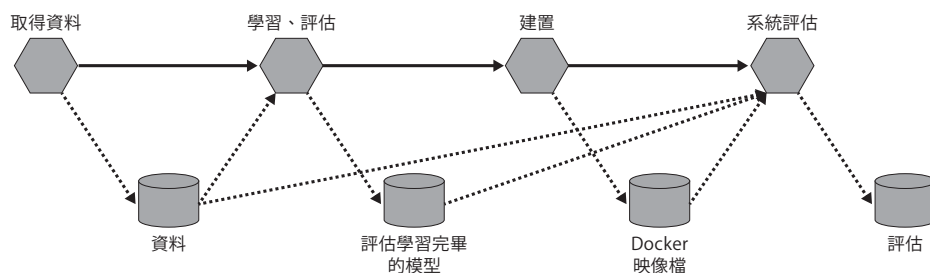 取得資料
學習、評估
建置
系統評估
資料
評估學習完畢
的模型
Docker
映像檔
評估